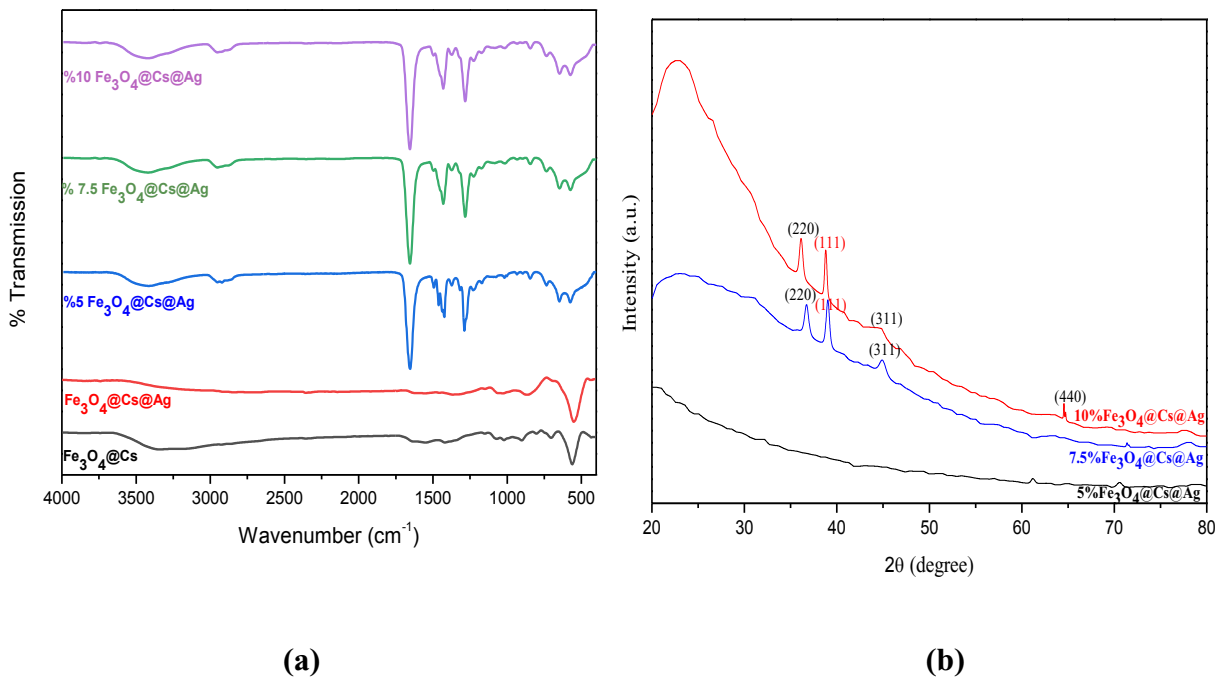 % Transmission
%10 Fe3O4@Cs@Ag
% 7.5 Fe3O4@Cs@Ag
%5 Fe3O4@Cs@Ag
Fe3O4@Cs@Ag
Fe3O4@Cs
4000 3500 3000 2500 2000 1500 1000 500
Wavenumber (cm-1)
(a)
Intensity (a.u.)
(220)
(111)
(220)
(111)
(311)
(311)
(440)
10%Fe3O4@Cs@Ag
7.5%Fe3O4@Cs@Ag
5%Fe3O4@Cs@Ag
20 30 40 50 60 70 80
2θ (degree)
(b)